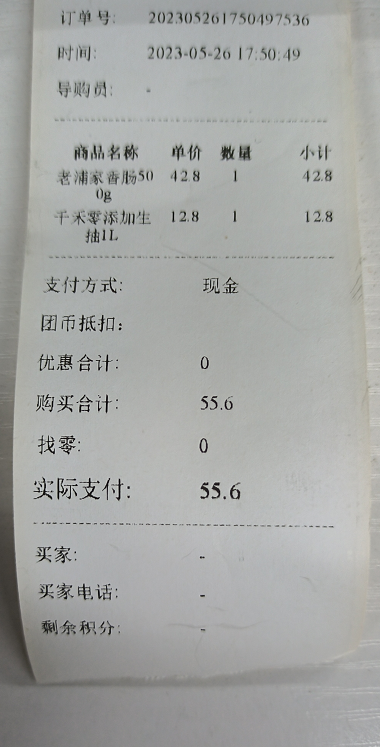 订单号: 202305261750497536
时间: 2023-05-26 17:50:49
导购员: -
商品名称 单价 数量 小计
老浦家香肠50 42.8 1 42.8
0g
千禾零添加生 12.8 1 12.8
抽1L
支付方式: 现金
团币抵扣:
优惠合计: 0
购买合计: 55.6
找零: 0
实际支付: 55.6
买家: -
买家电话: -
剩余积分: -